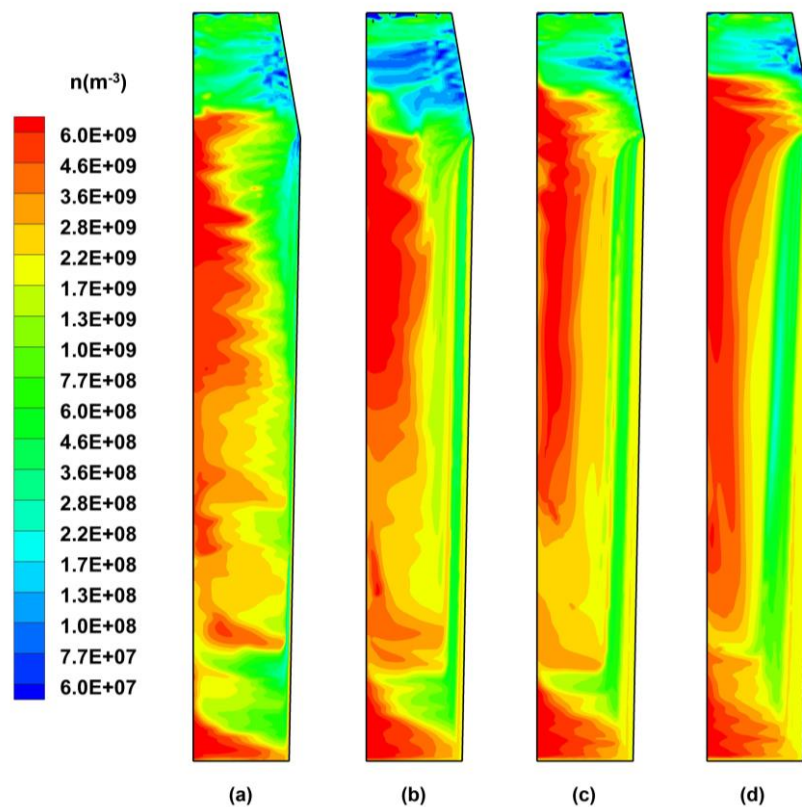 n(m⁻³)
6.0E+09
4.6E+09
3.6E+09
2.8E+09
2.2E+09
1.7E+09
1.3E+09
1.0E+09
7.7E+08
6.0E+08
4.6E+08
3.6E+08
2.8E+08
2.2E+08
1.7E+08
1.3E+08
1.0E+08
7.7E+07
6.0E+07
(a) (b) (c) (d)